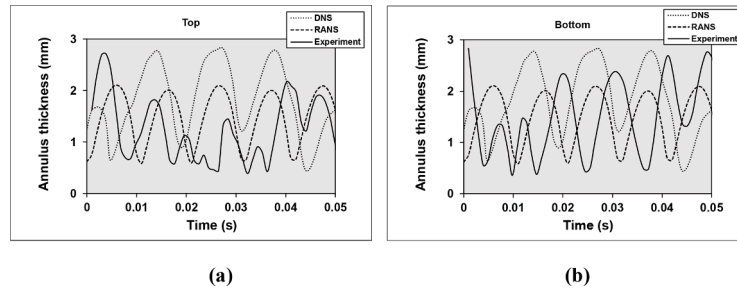 Top
DNS
RANS
Experiment
Annulus thickness (mm)
3
2
1
0
0 0.01 0.02 0.03 0.04 0.05
Time (s)
(a)
Bottom
DNS
RANS
Experiment
Annulus thickness (mm)
3
2
1
0
0 0.01 0.02 0.03 0.04 0.05
Time (s)
(b)